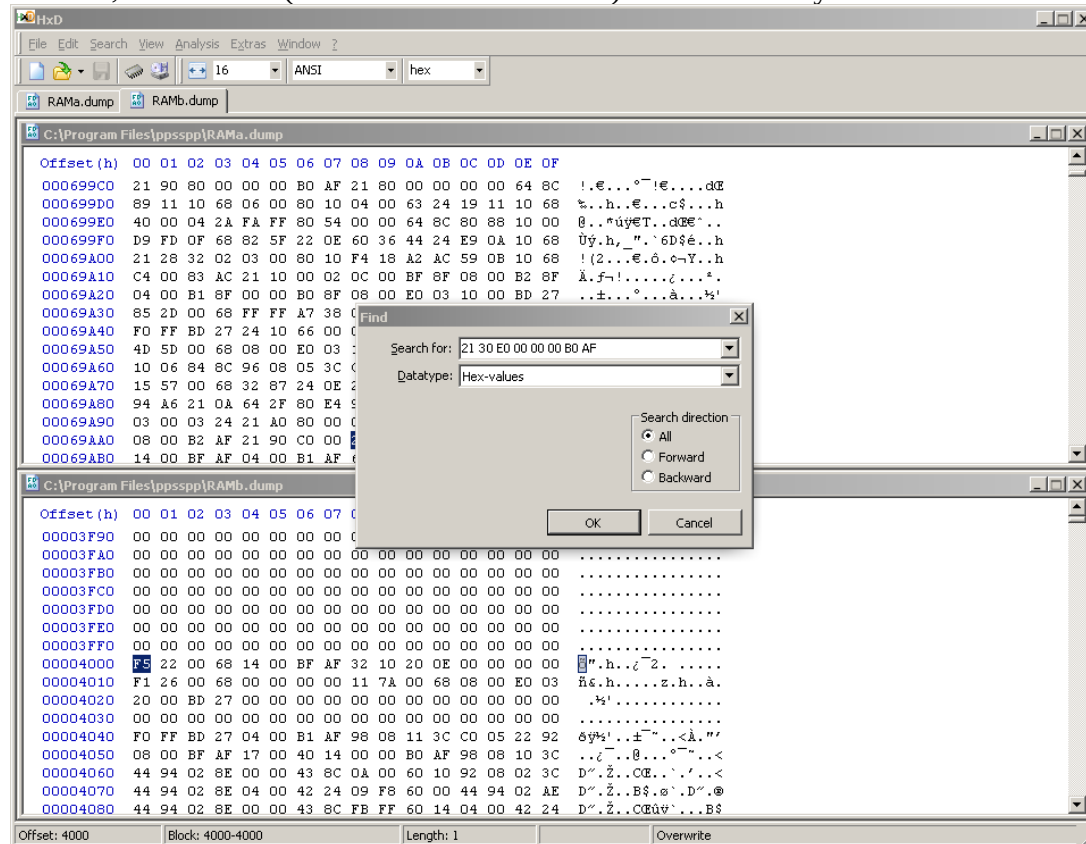 HxD
File Edit Search View Analysis Extras Window ?
16 ANSI hex
RAMa.dump RAMb.dump
C:\Program Files\ppsspp\RAMa.dump
Offset(h) 00 01 02 03 04 05 06 07 08 09 0A 0B 0C 0D 0E 0F
000699C0 21 90 80 00 00 00 B0 AF 21 80 00 00 00 00 64 8C !.€...°¯!€....dŒ
000699D0 89 11 10 68 06 00 80 10 04 00 63 24 19 11 10 68 ‰..h..€...c$...h
000699E0 40 00 04 2A FA FF 80 54 00 00 64 8C 80 88 10 00 @..*úÿ€T..dŒ€ˆ..
000699F0 D9 FD 0F 68 82 5F 22 0E 60 36 44 24 E9 0A 10 68 Ùý.h‚_".`6D$é..h
00069A00 21 28 32 02 03 00 80 10 F4 18 A2 AC 59 0B 10 68 !(2...€.ô.¢¬Y..h
00069A10 C4 00 83 AC 21 10 00 02 0C 00 BF 8F 08 00 B2 8F Ä.ƒ¬!.....¿...².
00069A20 04 00 B1 8F 00 00 B0 8F 08 00 E0 03 10 00 BD 27 ..±...°...à...½'
00069A30 85 2D 00 68 FF FF A7 38
00069A40 F0 FF BD 27 24 10 66 00
00069A50 4D 5D 00 68 08 00 E0 03
00069A60 10 06 84 8C 96 08 05 3C
00069A70 15 57 00 68 32 87 24 0E
00069A80 94 A6 21 0A 64 2F 80 E4
00069A90 03 00 03 24 21 A0 80 00
00069AA0 08 00 B2 AF 21 90 C0 00
00069AB0 14 00 BF AF 04 00 B1 AF
Find
Search for: 21 30 E0 00 00 00 B0 AF
Datatype: Hex-values
Search direction
All
Forward
Backward
OK Cancel
C:\Program Files\ppsspp\RAMb.dump
Offset(h) 00 01 02 03 04 05 06 07
00003F90 00 00 00 00 00 00 00 00
00003FA0 00 00 00 00 00 00 00 00 00 00 00 00 00 00 00 00 ................
00003FB0 00 00 00 00 00 00 00 00 00 00 00 00 00 00 00 00 ................
00003FC0 00 00 00 00 00 00 00 00 00 00 00 00 00 00 00 00 ................
00003FD0 00 00 00 00 00 00 00 00 00 00 00 00 00 00 00 00 ................
00003FE0 00 00 00 00 00 00 00 00 00 00 00 00 00 00 00 00 ................
00003FF0 00 00 00 00 00 00 00 00 00 00 00 00 00 00 00 00 ................
00004000 F5 22 00 68 14 00 BF AF 32 10 20 0E 00 00 00 00 ".h..¿¯2. .....
00004010 F1 26 00 68 00 00 00 00 11 7A 00 68 08 00 E0 03 ñ&.h.....z.h..à.
00004020 20 00 BD 27 00 00 00 00 00 00 00 00 00 00 00 00 .½'............
00004030 00 00 00 00 00 00 00 00 00 00 00 00 00 00 00 00 ................
00004040 F0 FF BD 27 04 00 B1 AF 98 08 11 3C C0 05 22 92 ðÿ½'..±¯˜..<À."’
00004050 08 00 BF AF 17 00 40 14 00 00 B0 AF 98 08 10 3C ..¿¯..@...°¯˜..<
00004060 44 94 02 8E 00 00 43 8C 0A 00 60 10 92 08 02 3C D”.Ž..CŒ..`.’..<
00004070 44 94 02 8E 04 00 42 24 09 F8 60 00 44 94 02 AE D”.Ž..B$.ø`.D”.®
00004080 44 94 02 8E 00 00 43 8C FB FF 60 14 04 00 42 24 D”.Ž..CŒûÿ`...B$
Offset: 4000 Block: 4000-4000 Length: 1 Overwrite